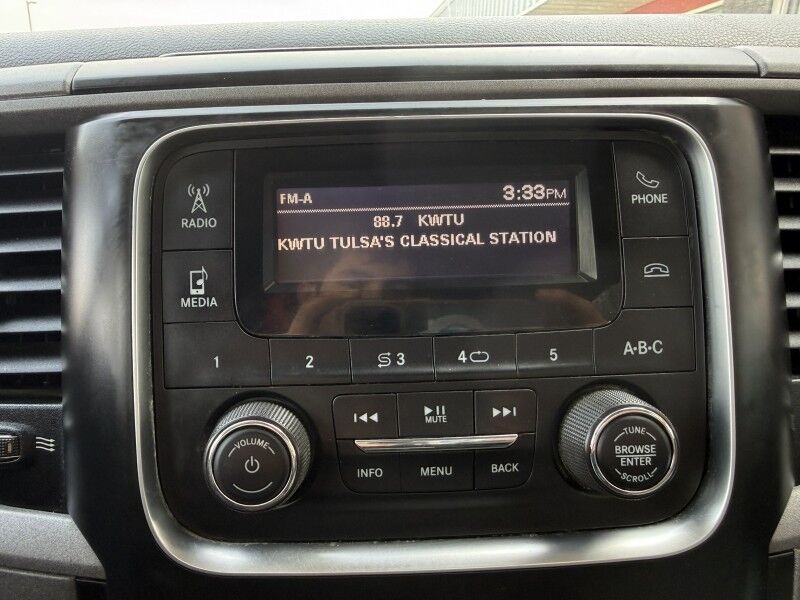 FM-A 3:33PM
88.7 KWTU
KWTU TULSA'S CLASSICAL STATION
RADIO
MEDIA
PHONE
1 2 3 4 5 A•B•C
MUTE
INFO MENU BACK
VOLUME
TUNE
BROWSE
ENTER
SCROLL